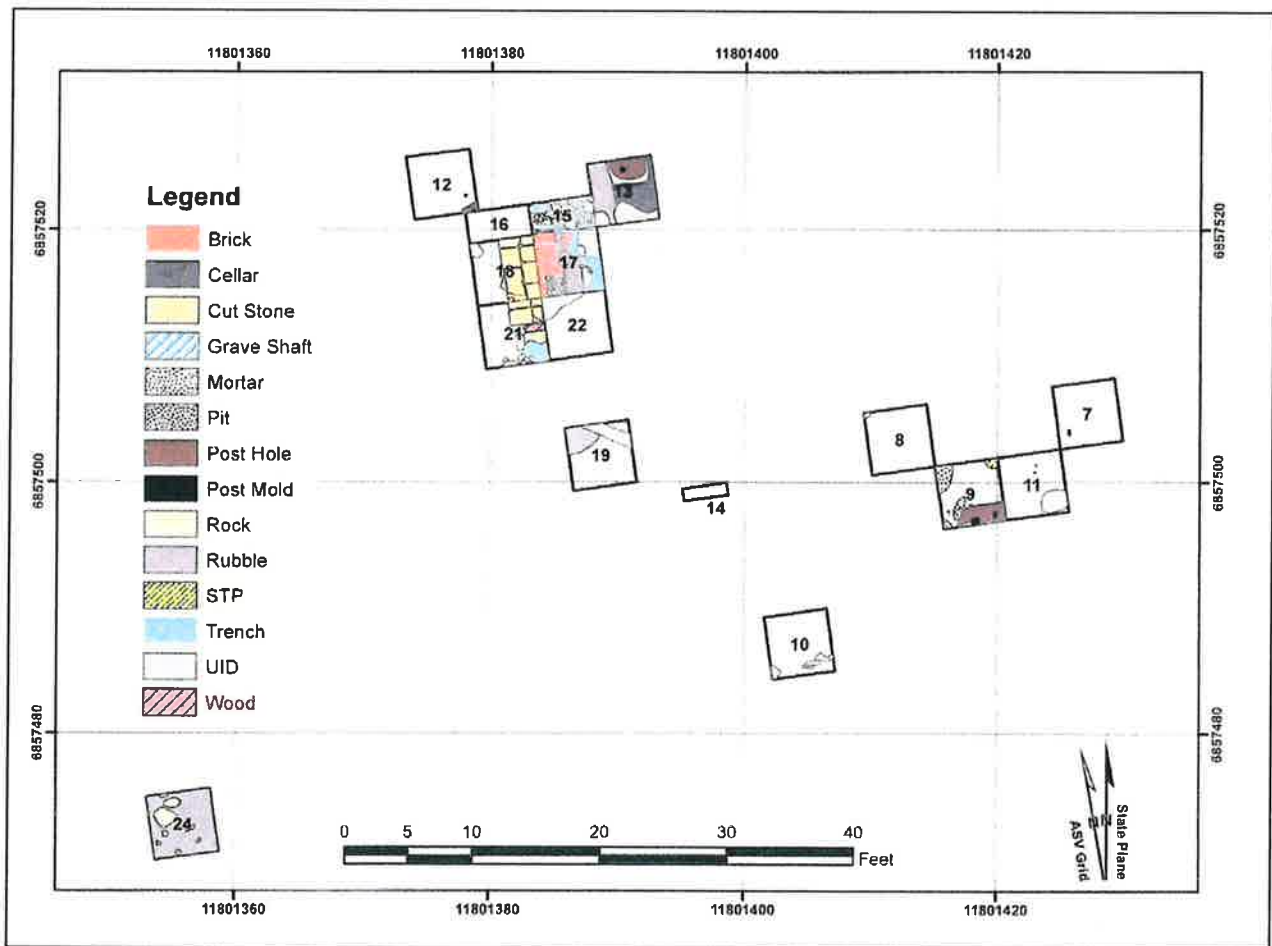 11801360 11801380 11801400 11801420
6857520
6857500
6857480
6857520
6857500
6857480
Legend
Brick
Cellar
Cut Stone
Grave Shaft
Mortar
Pit
Post Hole
Post Mold
Rock
Rubble
STP
Trench
UID
Wood
12
13
16
15
18
17
21
22
19
14
8
7
9
11
10
24
0 5 10 20 30 40
Feet
N N
ASV Grid
State Plane
11801360 11801380 11801400 11801420